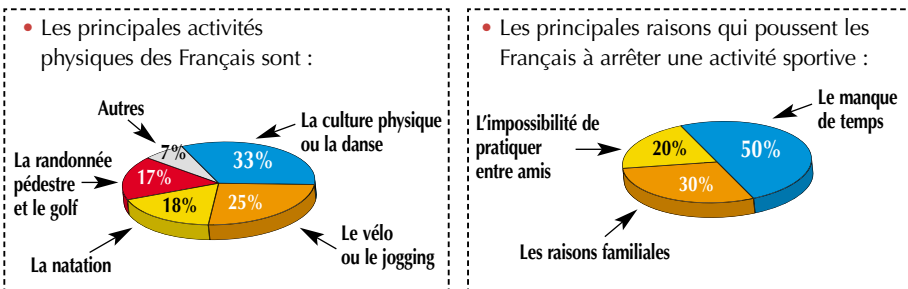 • Les principales activités
physiques des Français sont :
Autres
7%
La culture physique
ou la danse
33%
La randonnée
pédestre
et le golf
17%
18%
25%
La natation
Le vélo
ou le jogging
• Les principales raisons qui poussent les
Français à arrêter une activité sportive :
Le manque
de temps
L'impossibilité de
pratiquer
entre amis
20%
50%
30%
Les raisons familiales